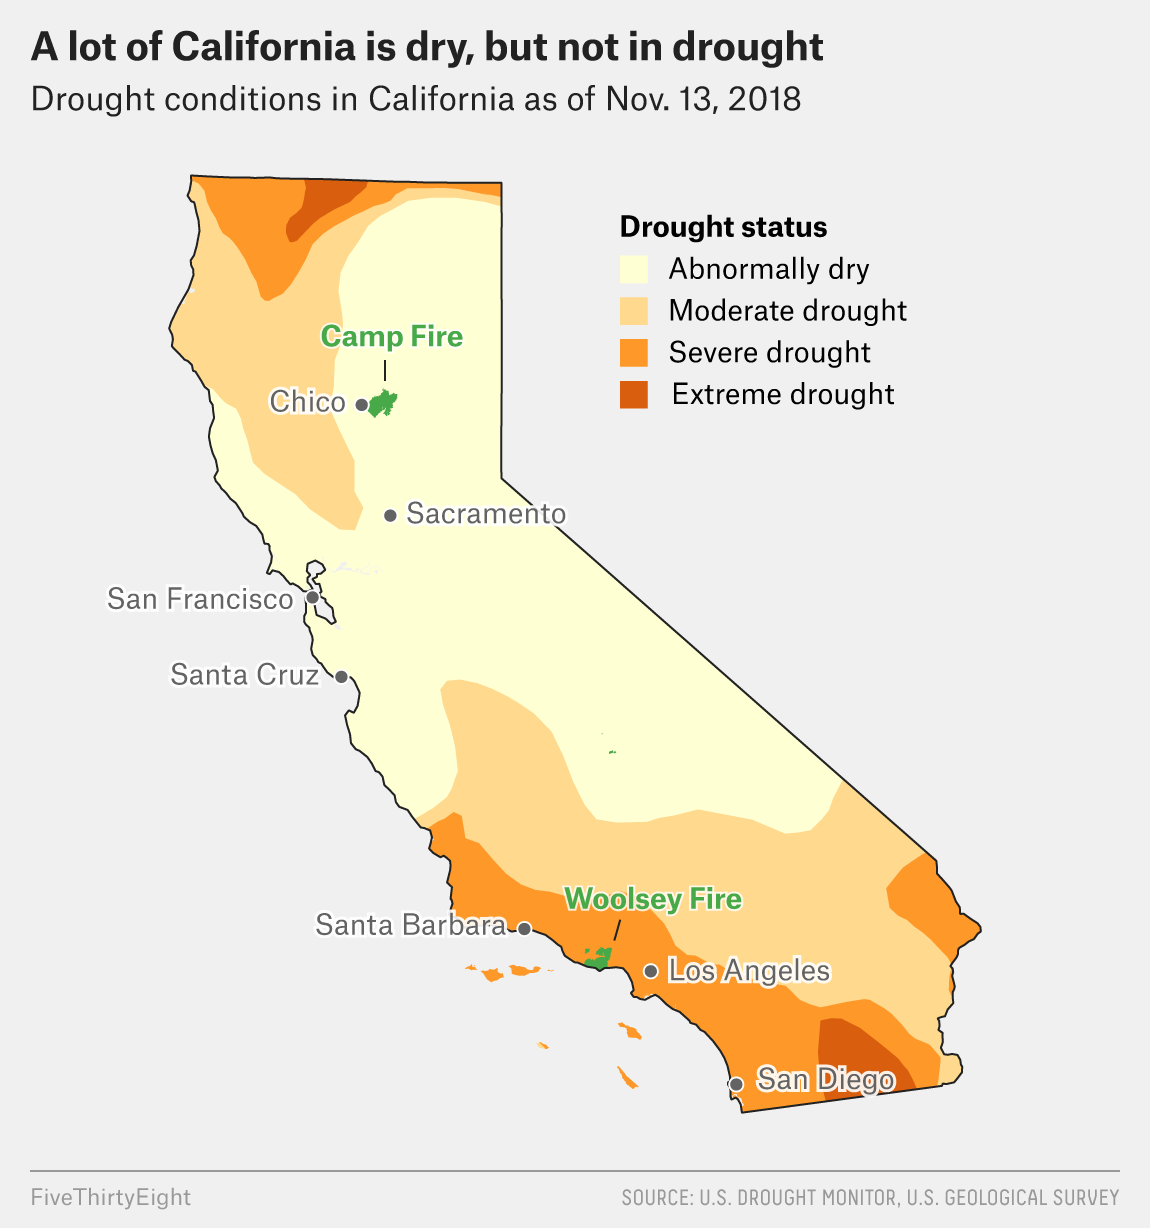 A lot of California is dry, but not in drought
Drought conditions in California as of Nov. 13, 2018
Drought status
Abnormally dry
Moderate drought
Severe drought
Extreme drought
Camp Fire
Chico
Sacramento
San Francisco
Santa Cruz
Woolsey Fire
Santa Barbara
Los Angeles
San Diego
FiveThirtyEight
SOURCE: U.S. DROUGHT MONITOR, U.S. GEOLOGICAL SURVEY